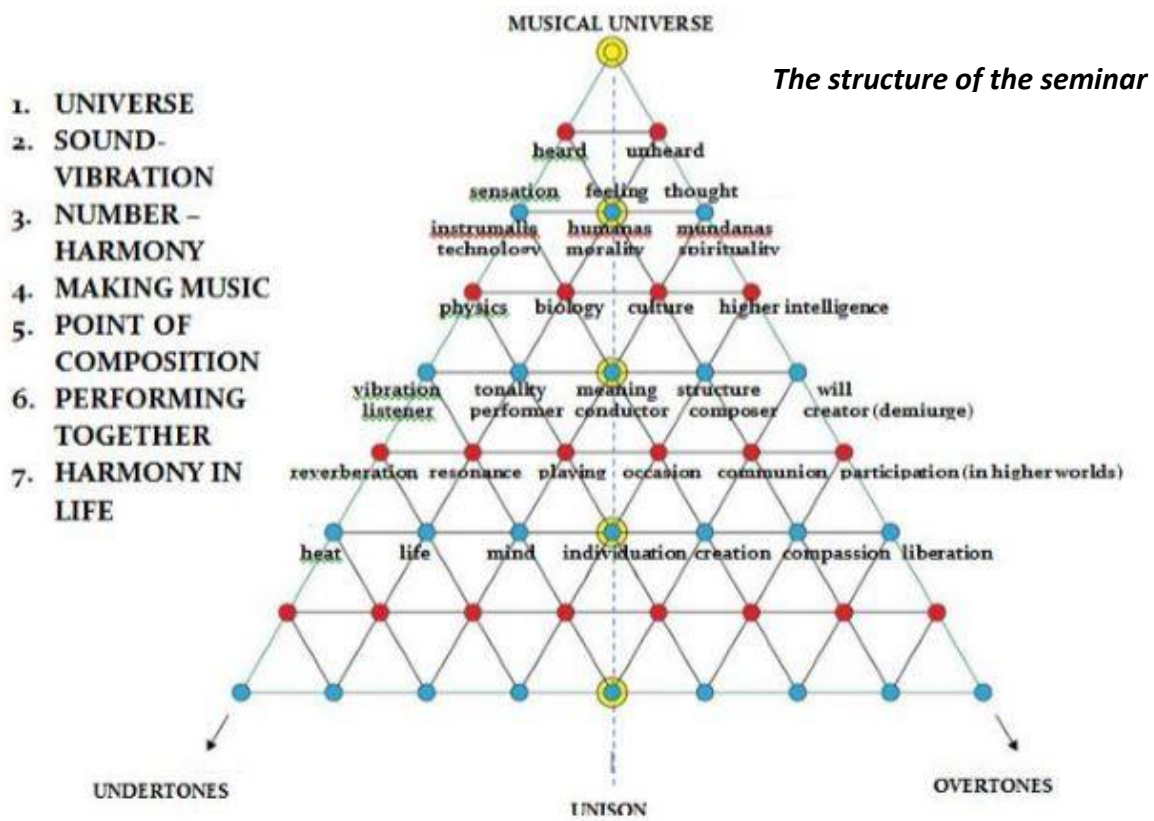 MUSICAL UNIVERSE
The structure of the seminar
1. UNIVERSE
2. SOUND-
VIBRATION
3. NUMBER –
HARMONY
4. MAKING MUSIC
5. POINT OF
COMPOSITION
6. PERFORMING
TOGETHER
7. HARMONY IN
LIFE
heard unheard
sensation feeling thought
instrumalis humanas mundanas
technology morality spirituality
physics biology culture higher intelligence
vibration tonality meaning structure will
listener performer conductor composer creator (demiurge)
reverberation resonance playing occasion communion participation (in higher worlds)
heat life mind individuation creation compassion liberation
UNDERTONES
UNISON
OVERTONES